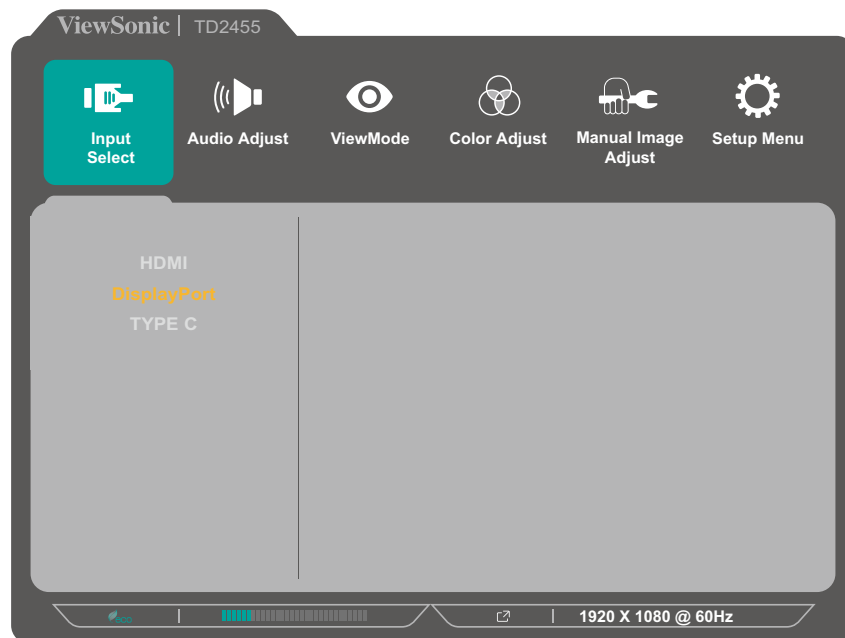 ViewSonic | TD2455
Input
Select
Audio Adjust
ViewMode
Color Adjust
Manual Image
Adjust
Setup Menu
HDMI
DisplayPort
TYPE C
eco
1920 X 1080 @ 60Hz